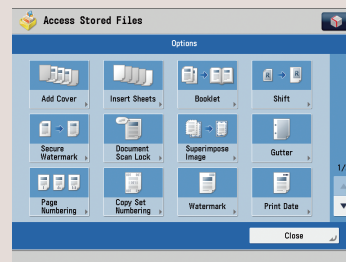 Access Stored Files
Options
Add Cover
Insert Sheets
Booklet
Shift
Secure
Watermark
Document
Scan Lock
Superimpose
Image
Gutter
1/
Page
Numbering
Copy Set
Numbering
Watermark
Print Date
Close